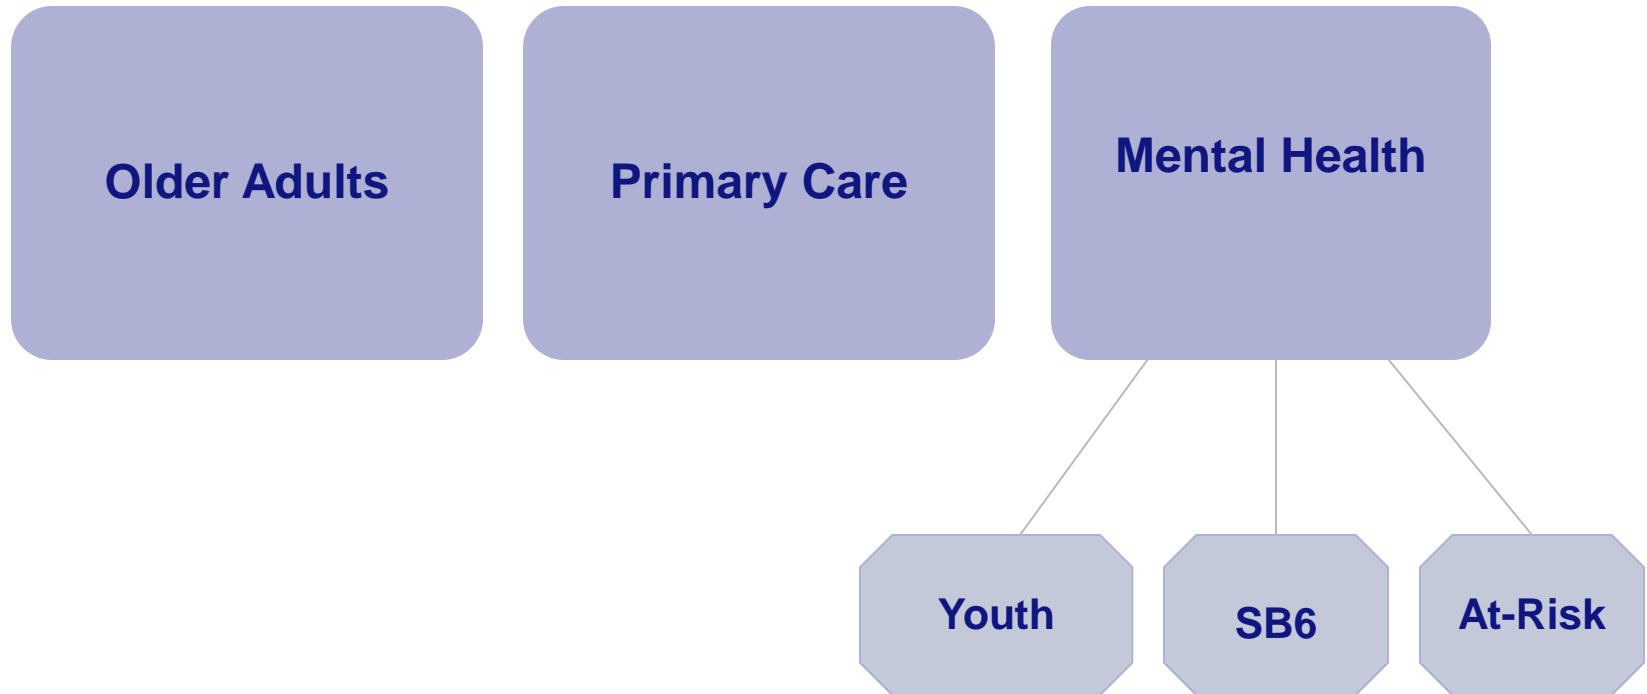 Older Adults
Primary Care
Mental Health
Youth
SB6
At-Risk